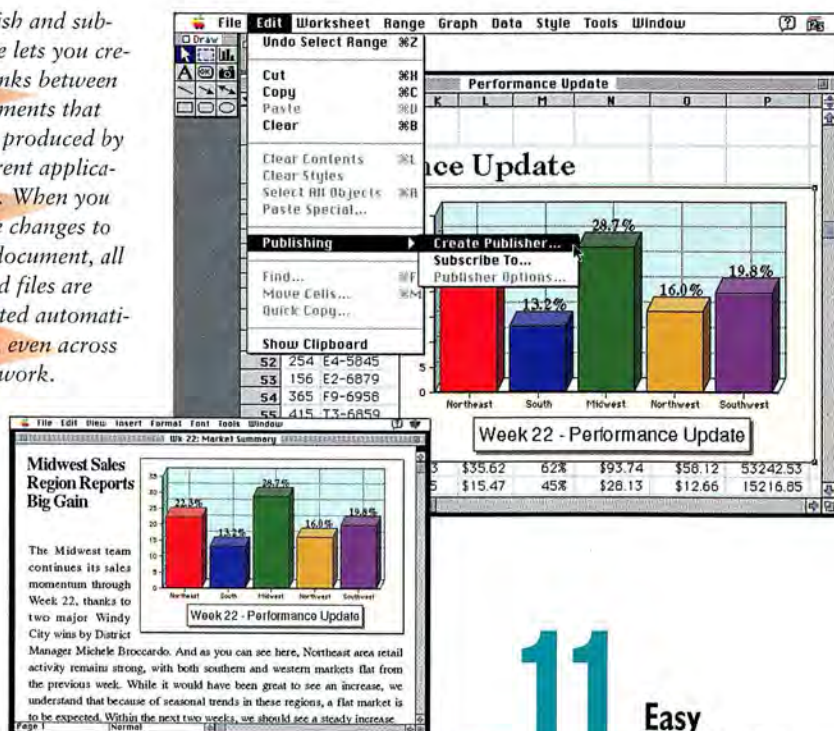 ish and sub-
e lets you cre-
nks between
ments that
produced by
rent applica-
. When you
e changes to
document, all
d files are
ted automati-
even across
work.
File Edit Worksheet Range Graph Data Style Tools Window
Draw
Undo Select Range ⌘Z
Cut ⌘H
Copy ⌘C
Paste ⌘D
Clear ⌘B
Clear Contents ⌘L
Clear Styles
Select All Objects ⌘A
Paste Special...
Publishing
Create Publisher...
Subscribe To...
Publisher Options...
Find... ⌘F
Move Cells... ⌘M
Quick Copy...
Show Clipboard
Performance Update
K L M N O P
nce Update
13.2%
28.7%
16.0%
19.8%
5
0
Northeast South Midwest Northwest Southwest
Week 22 - Performance Update
52 254 E4-5845
53 156 E2-6879
54 365 F9-6958
55 415 T3-6859
3 $35.62 62% $93.74 $58.12 53242.53
5 $15.47 45% $28.13 $12.66 15216.85
File Edit View Insert Format Font Tools Window
Wk 22: Market Summary
Midwest Sales
Region Reports
Big Gain
22.3%
13.2%
28.7%
16.0%
19.8%
Northeast South Midwest Northwest Southwest
Week 22 - Performance Update
The Midwest team
continues its sales
momentum through
Week 22, thanks to
two major Windy
City wins by District
Manager Michele Broccardo. And as you can see here, Northeast area retail
activity remains strong, with both southern and western markets flat from
the previous week. While it would have been great to see an increase, we
understand that because of seasonal trends in these regions, a flat market is
to be expected. Within the next two weeks, we should see a steady increase
Page 1 Normal
11
Easy